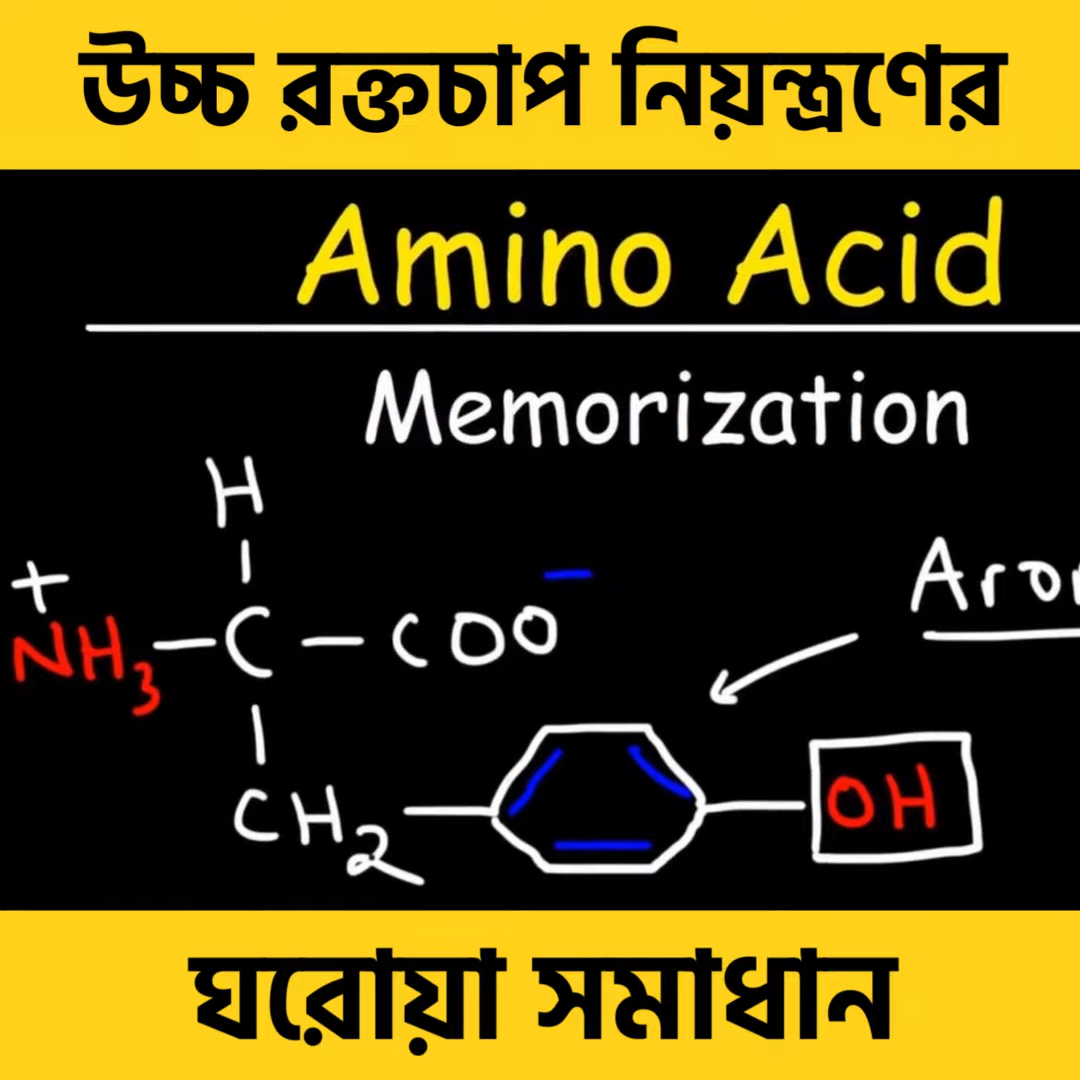 উচ্চ রক্তচাপ নিয়ন্ত্রণের
Amino Acid
Memorization
H
+
NH3 C COO −
CH2 OH
ঘরোয়া সমাধান